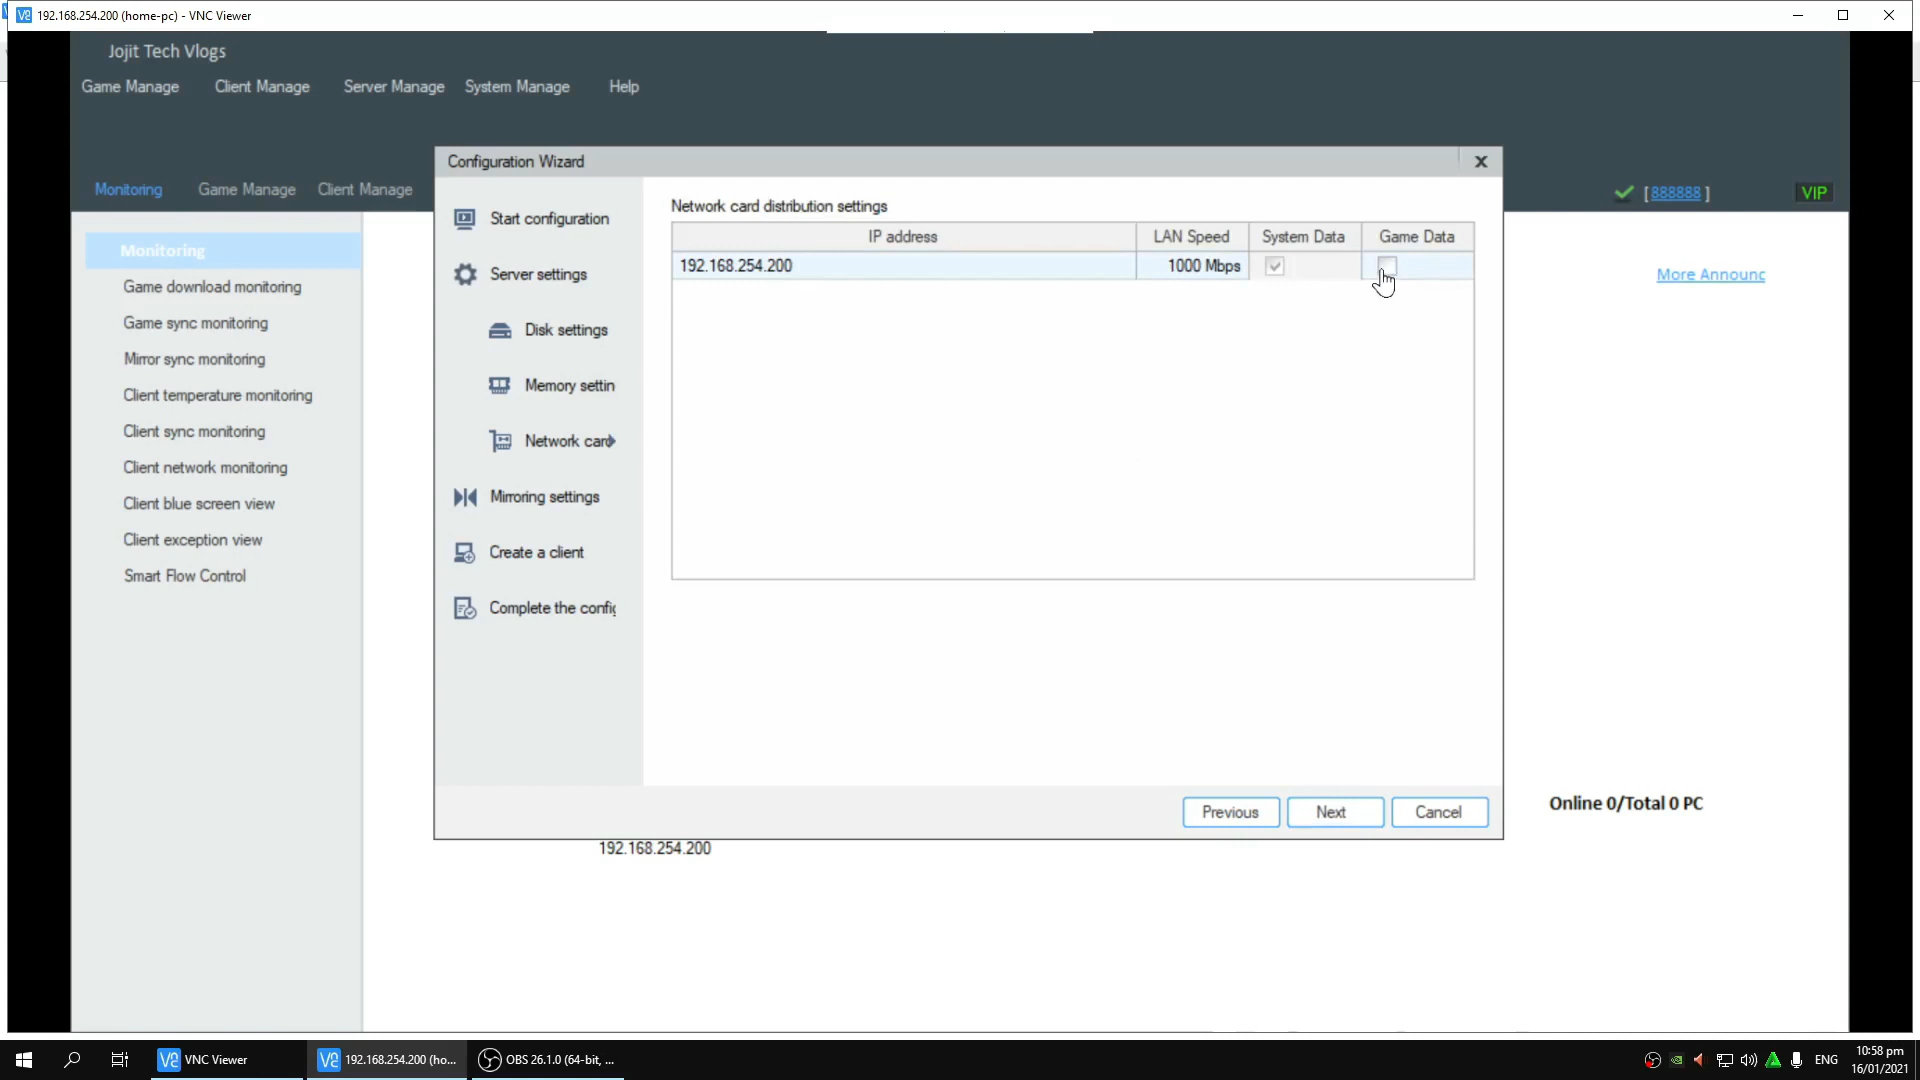 192.168.254.200 (home-pc) - VNC Viewer
Jojit Tech Vlogs
Game Manage Client Manage Server Manage System Manage Help
Monitoring Game Manage Client Manage
[888888] VIP
Configuration Wizard
Monitoring
Game download monitoring
Game sync monitoring
Mirror sync monitoring
Client temperature monitoring
Client sync monitoring
Client network monitoring
Client blue screen view
Client exception view
Smart Flow Control
Start configuration
Server settings
Disk settings
Memory settin
Network card
Mirroring settings
Create a client
Complete the config
Network card distribution settings
IP address LAN Speed System Data Game Data
192.168.254.200 1000 Mbps
More Announc
Previous Next Cancel
Online 0/Total 0 PC
192.168.254.200
VNC Viewer 192.168.254.200 (ho... OBS 26.1.0 (64-bit, ...
ENG
10:58 pm
16/01/2021